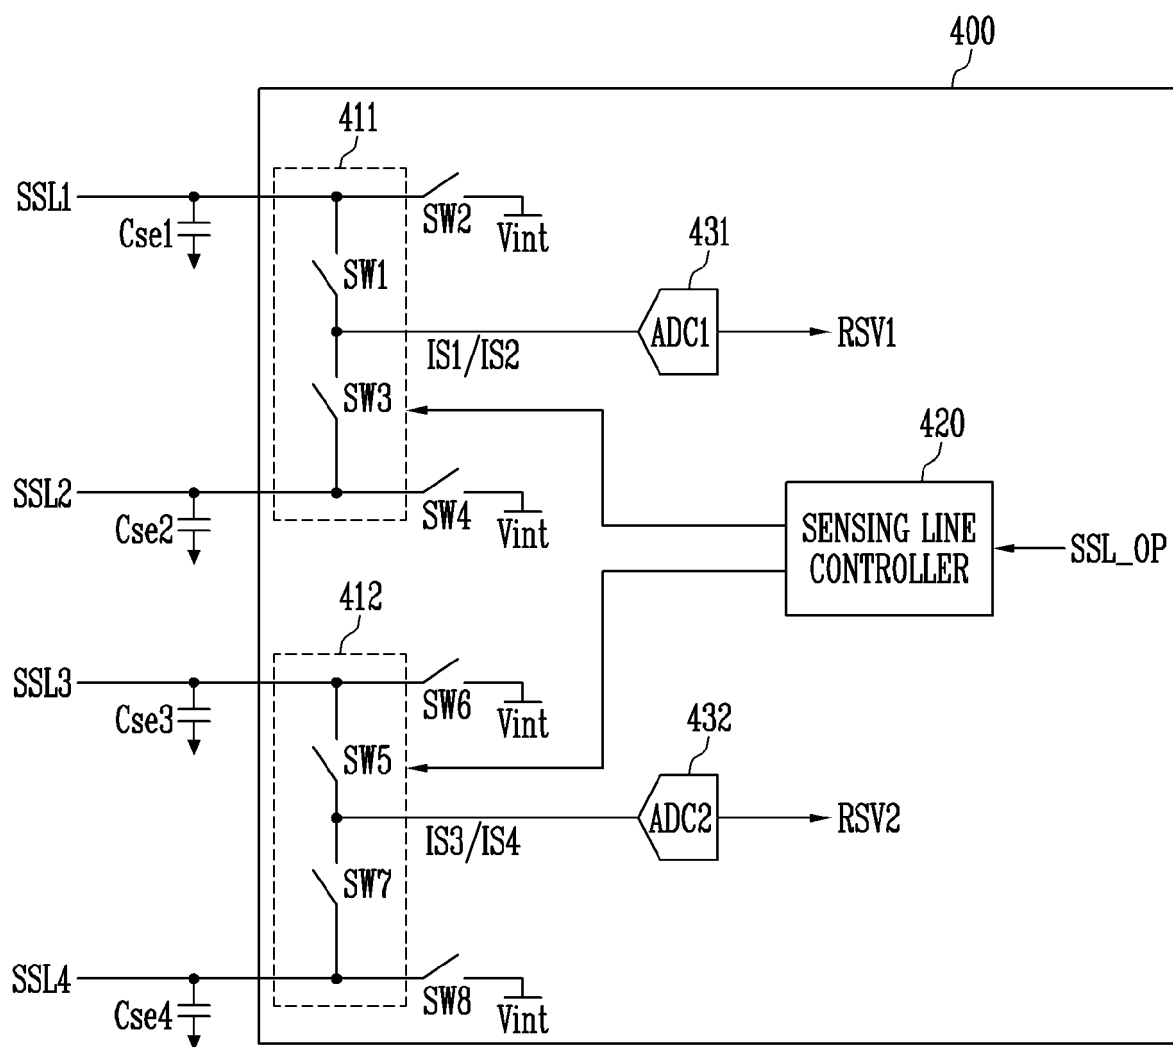 400
411
SSL1
Cse1
SW2
Vint
SW1
431
ADC1
RSV1
IS1/IS2
SW3
420
SSL2
Cse2
SW4
Vint
SENSING LINE
CONTROLLER
SSL_OP
412
SSL3
Cse3
SW6
Vint
SW5
432
ADC2
RSV2
IS3/IS4
SW7
SSL4
Cse4
SW8
Vint